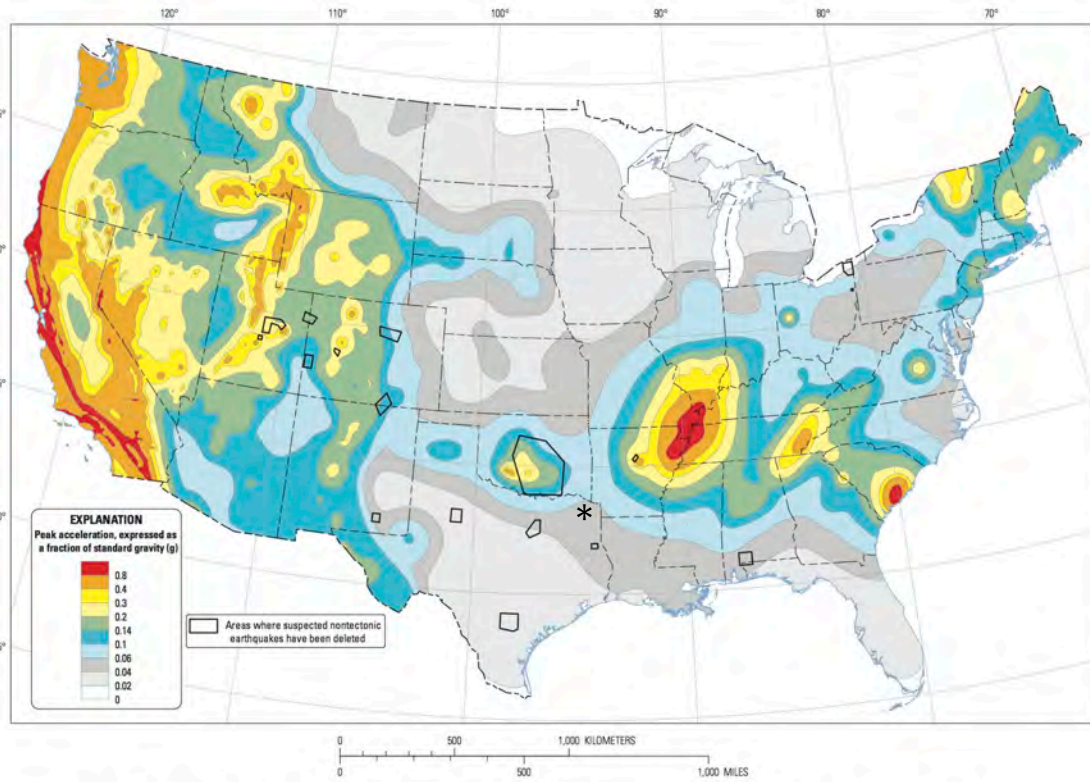 120° 110° 100° 90° 80° 70°
*
EXPLANATION
Peak acceleration, expressed as
a fraction of standard gravity (g)
0.8
0.4
0.3
0.2
0.14
0.1
0.06
0.04
0.02
0
Areas where suspected nontectonic
earthquakes have been deleted
0 500 1,000 KILOMETERS
0 500 1,000 MILES